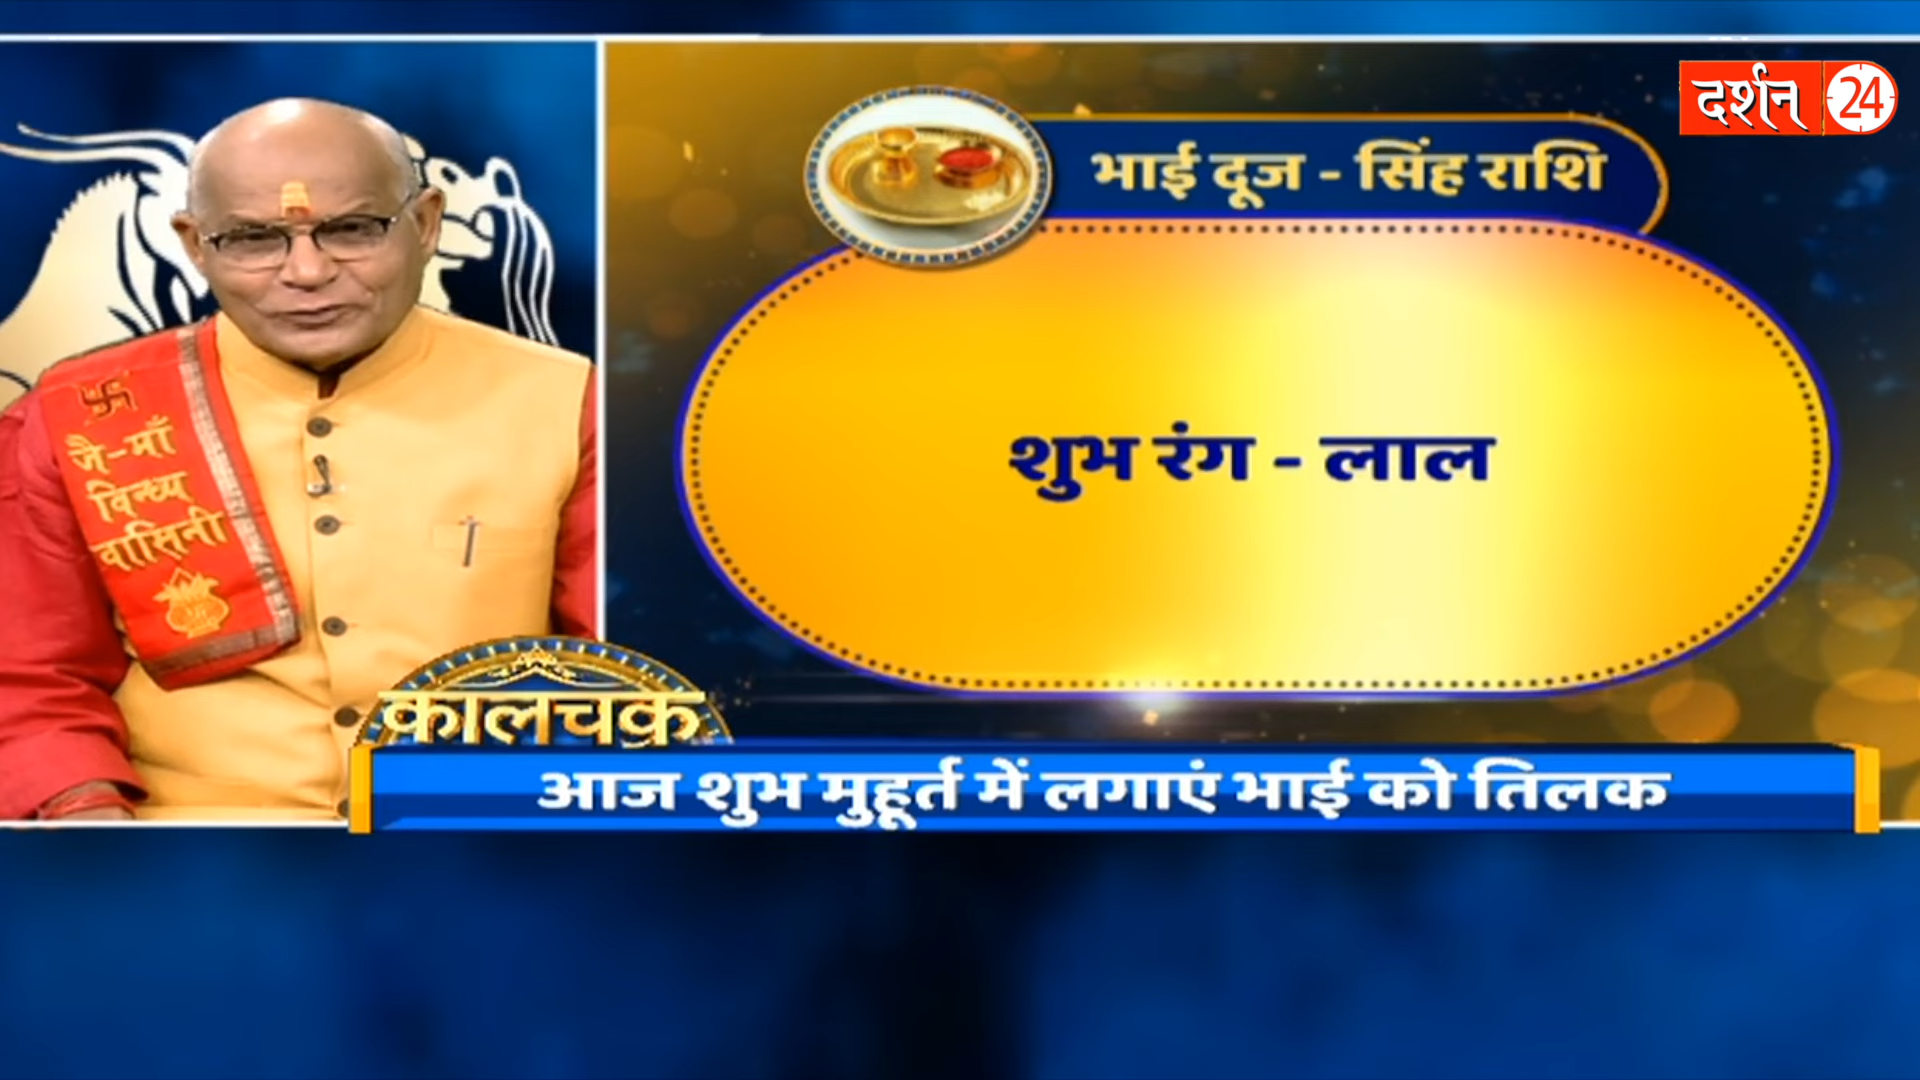 दर्शन 24
भाई दूज - सिंह राशि
शुभ रंग - लाल
जै-माँ
विन्ध्य
वासिनी
कालचक्र
आज शुभ मुहूर्त में लगाएं भाई को तिलक